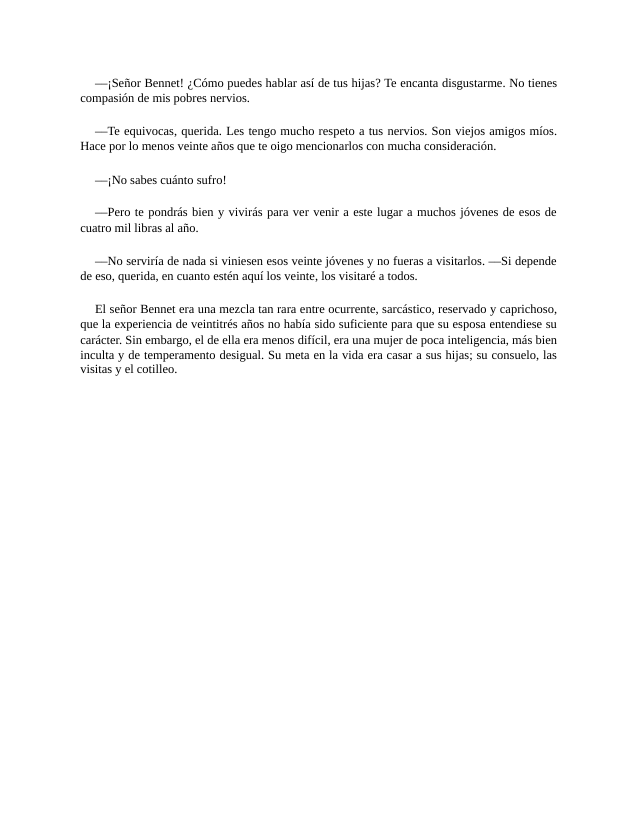 —¡Señor Bennet! ¿Cómo puedes hablar así de tus hijas? Te encanta disgustarme. No tienes
compasión de mis pobres nervios.
—Te equivocas, querida. Les tengo mucho respeto a tus nervios. Son viejos amigos míos.
Hace por lo menos veinte años que te oigo mencionarlos con mucha consideración.
—¡No sabes cuánto sufro!
—Pero te pondrás bien y vivirás para ver venir a este lugar a muchos jóvenes de esos de
cuatro mil libras al año.
—No serviría de nada si viniesen esos veinte jóvenes y no fueras a visitarlos. —Si depende
de eso, querida, en cuanto estén aquí los veinte, los visitaré a todos.
El señor Bennet era una mezcla tan rara entre ocurrente, sarcástico, reservado y caprichoso,
que la experiencia de veintitrés años no había sido suficiente para que su esposa entendiese su
carácter. Sin embargo, el de ella era menos difícil, era una mujer de poca inteligencia, más bien
inculta y de temperamento desigual. Su meta en la vida era casar a sus hijas; su consuelo, las
visitas y el cotilleo.